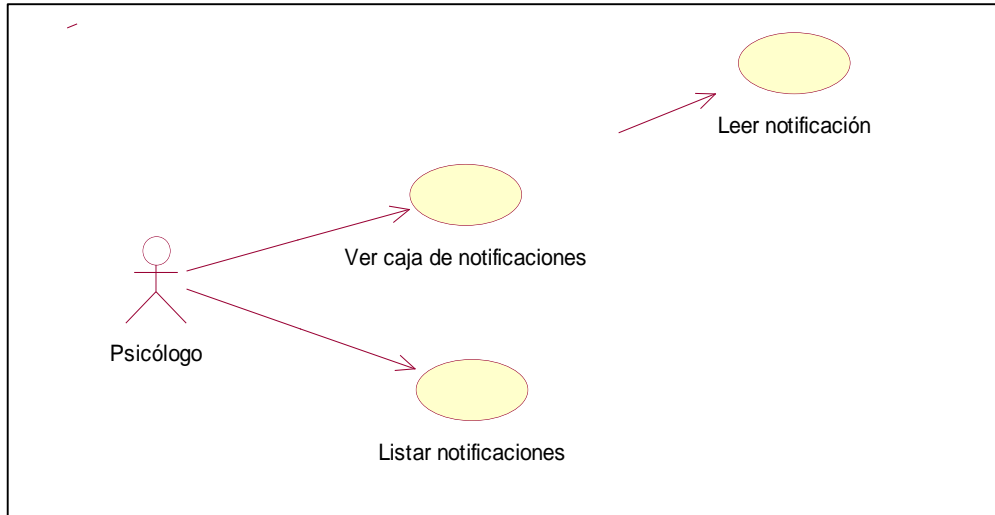 Leer notificación
Ver caja de notificaciones
Psicólogo
Listar notificaciones